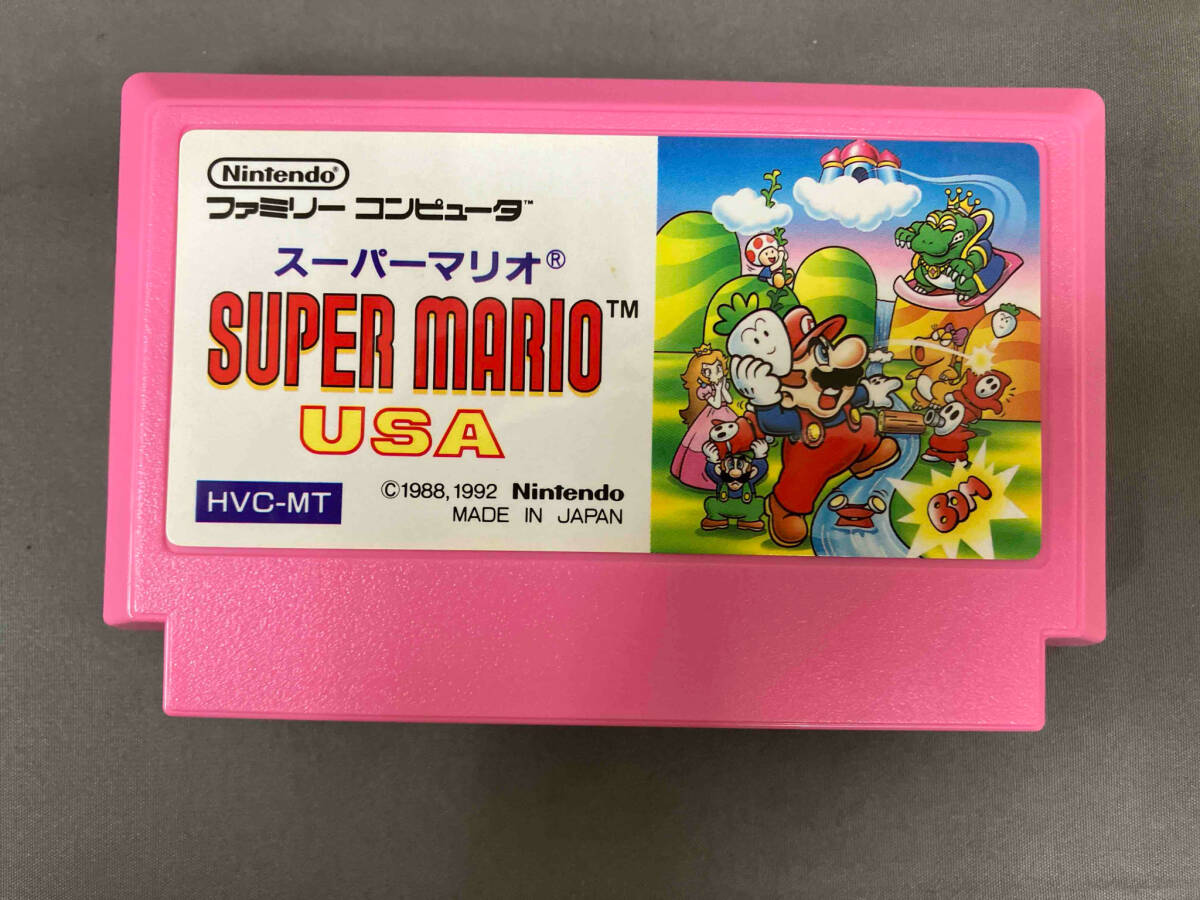 Nintendo®
ファミリー コンピュータ™
スーパーマリオ®
SUPER MARIO™
USA
HVC-MT
©1988,1992 Nintendo
MADE IN JAPAN
M
BOM